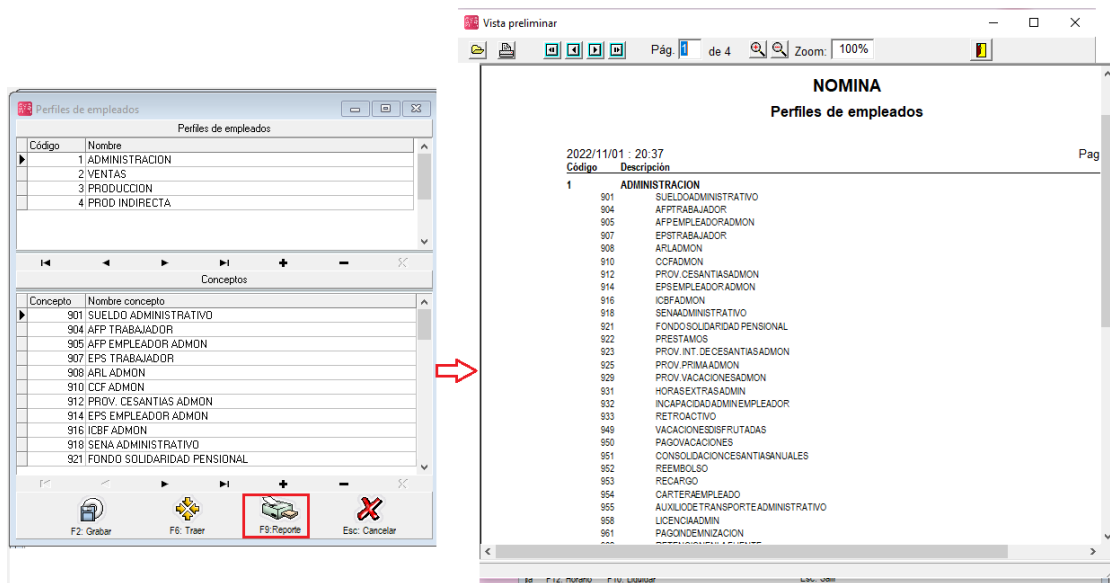 Perfiles de empleados
Perfiles de empleados
Código Nombre
1 ADMINISTRACION
2 VENTAS
3 PRODUCCION
4 PROD INDIRECTA
Conceptos
Concepto Nombre concepto
901 SUELDO ADMINISTRATIVO
904 AFP TRABAJADOR
905 AFP EMPLEADOR ADMON
907 EPS TRABAJADOR
908 ARL ADMON
910 CCF ADMON
912 PROV. CESANTIAS ADMON
914 EPS EMPLEADOR ADMON
916 ICBF ADMON
918 SENA ADMINISTRATIVO
921 FONDO SOLIDARIDAD PENSIONAL
F2: Grabar F6: Traer F9:Reporte Esc: Cancelar
Vista preliminar
Pág. 1 de 4 Zoom: 100%
NOMINA
Perfiles de empleados
2022/11/01 : 20:37 Pag
Código Descripción
1 ADMINISTRACION
901 SUELDOADMINISTRATIVO
904 AFPTRABAJADOR
905 AFPEMPLEADORADMON
907 EPSTRABAJADOR
908 ARLADMON
910 CCFADMON
912 PROV.CESANTIASADMON
914 EPSEMPLEADORADMON
916 ICBFADMON
918 SENAADMINISTRATIVO
921 FONDOSOLIDARIDADPENSIONAL
922 PRESTAMOS
923 PROV.INT.DECESANTIASADMON
925 PROV.PRIMAADMON
929 PROV.VACACIONESADMON
931 HORASEXTRASADMIN
932 INCAPACIDADADMINEMPLEADOR
933 RETROACTIVO
949 VACACIONESDISFRUTADAS
950 PAGOVACACIONES
951 CONSOLIDACIONCESANTIASANUALES
952 REEMBOLSO
953 RECARGO
954 CARTERAEMPLEADO
955 AUXILIODETRANSPORTEADMINISTRATIVO
958 LICENCIAADMIN
961 PAGOINDEMNIZACION
F12: Horario F10: Liquidar Esc: Salir